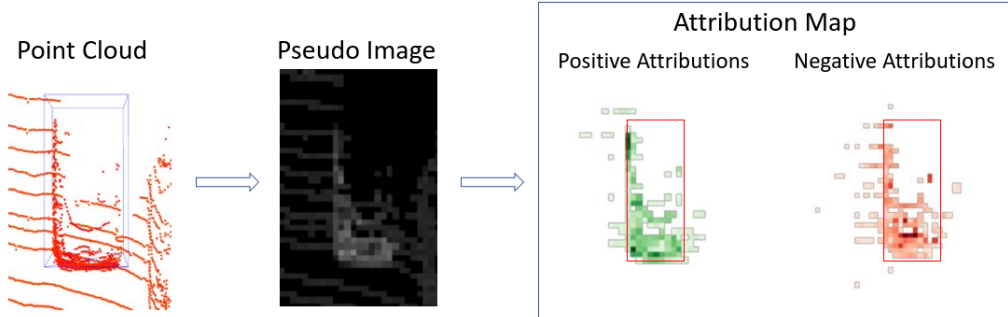 Point Cloud
Pseudo Image
Attribution Map
Positive Attributions
Negative Attributions